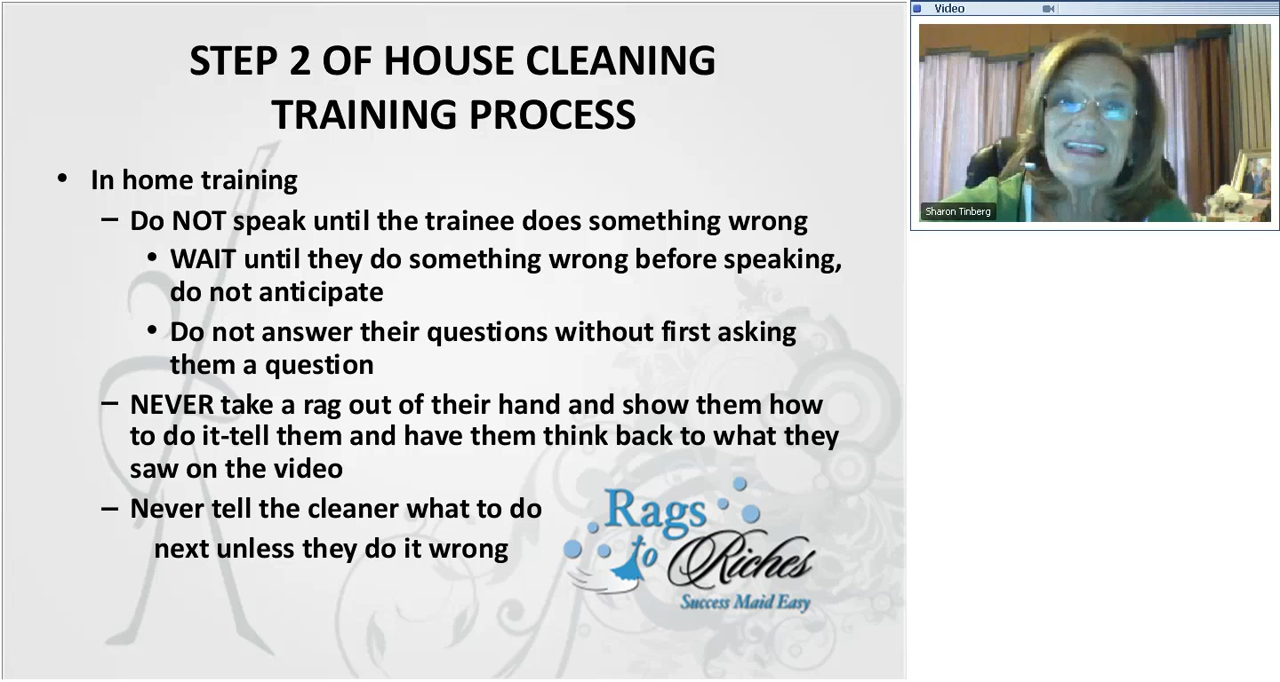 STEP 2 OF HOUSE CLEANING
TRAINING PROCESS
• In home training
– Do NOT speak until the trainee does something wrong
• WAIT until they do something wrong before speaking,
do not anticipate
• Do not answer their questions without first asking
them a question
– NEVER take a rag out of their hand and show them how
to do it-tell them and have them think back to what they
saw on the video
– Never tell the cleaner what to do
next unless they do it wrong
Rags
to Riches
Success Maid Easy
Video
Sharon Tinberg